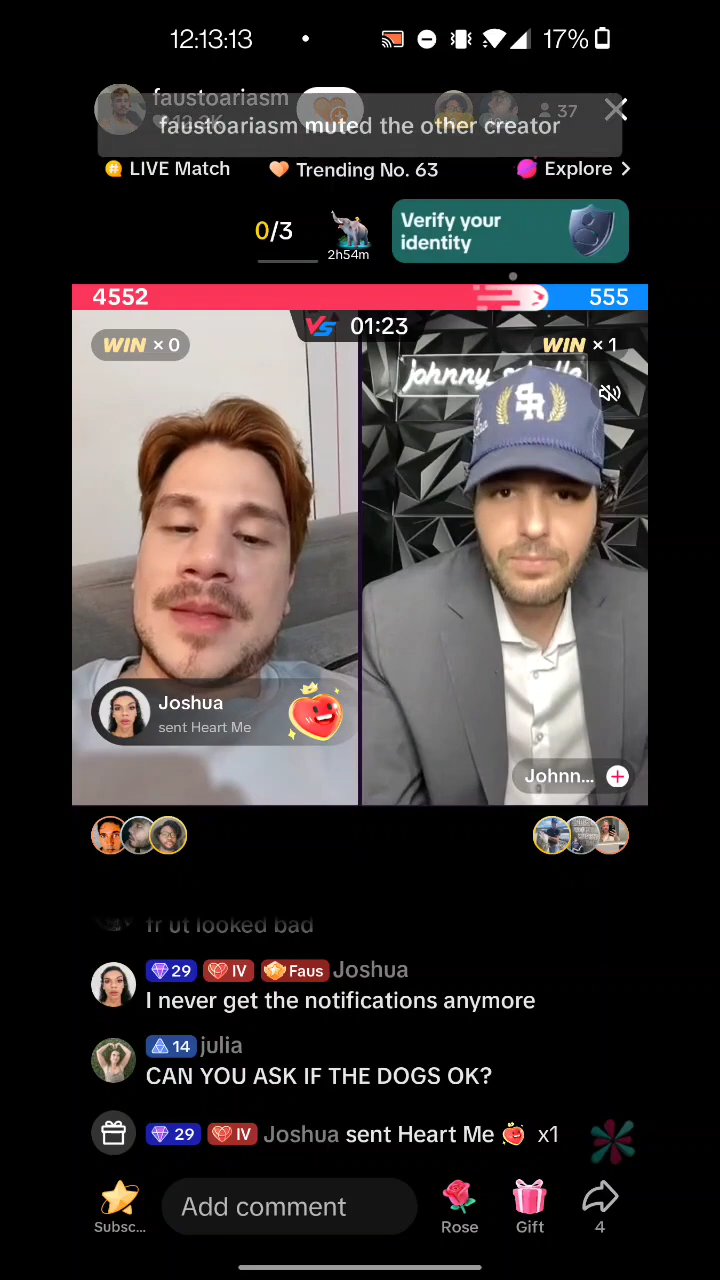 12:13:13
17%
faustoariasm
37
faustoariasm muted the other creator
LIVE Match
Trending No. 63
Explore
0/3
2h54m
Verify your
identity
4552
555
VS 01:23
WIN × 0
WIN × 1
johnny
SR
Joshua
sent Heart Me
Johnn...
fr ut looked bad
29 IV Faus Joshua
I never get the notifications anymore
14 julia
CAN YOU ASK IF THE DOGS OK?
29 IV Joshua sent Heart Me x1
Subsc...
Add comment
Rose
Gift
4